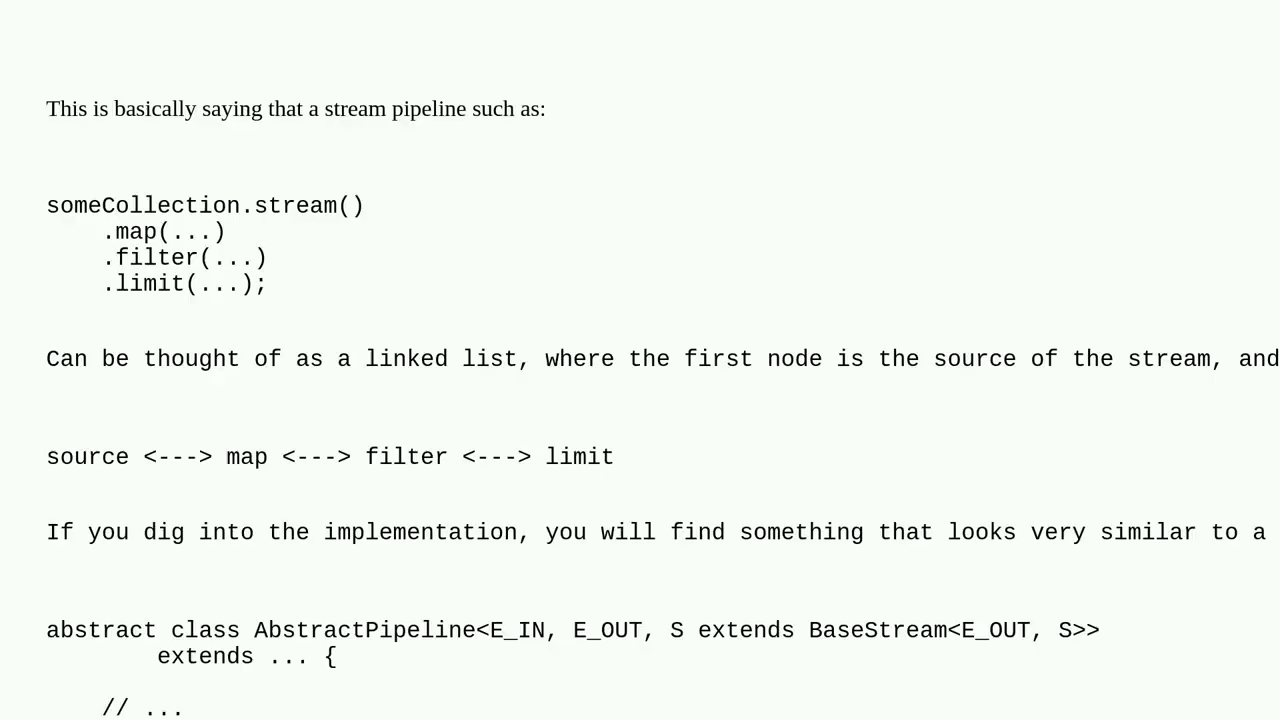 This is basically saying that a stream pipeline such as:
someCollection.stream()
    .map(...)
    .filter(...)
    .limit(...);
Can be thought of as a linked list, where the first node is the source of the stream, and
source <---> map <---> filter <---> limit
If you dig into the implementation, you will find something that looks very similar to a
abstract class AbstractPipeline<E_IN, E_OUT, S extends BaseStream<E_OUT, S>>
        extends ... {
    // ...